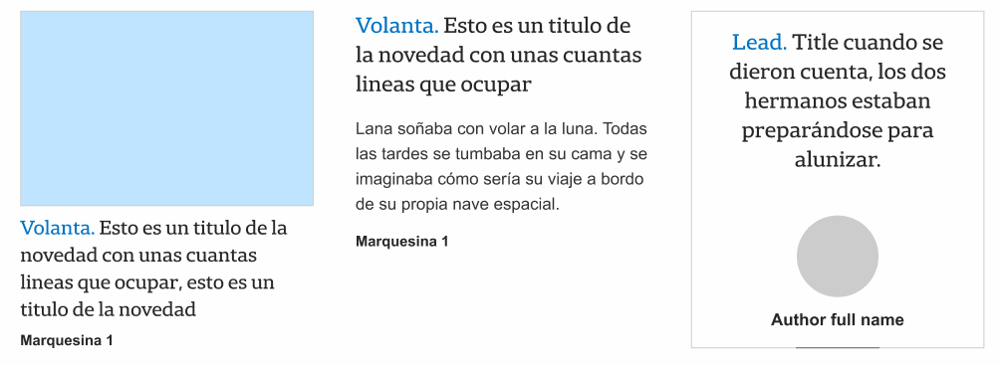 Volanta. Esto es un titulo de la
novedad con unas cuantas
lineas que ocupar, esto es un
titulo de la novedad
Marquesina 1
Volanta. Esto es un titulo de
la novedad con unas cuantas
lineas que ocupar
Lana soñaba con volar a la luna. Todas
las tardes se tumbaba en su cama y se
imaginaba cómo sería su viaje a bordo
de su propia nave espacial.
Marquesina 1
Lead. Title cuando se
dieron cuenta, los dos
hermanos estaban
preparándose para
alunizar.
Author full name